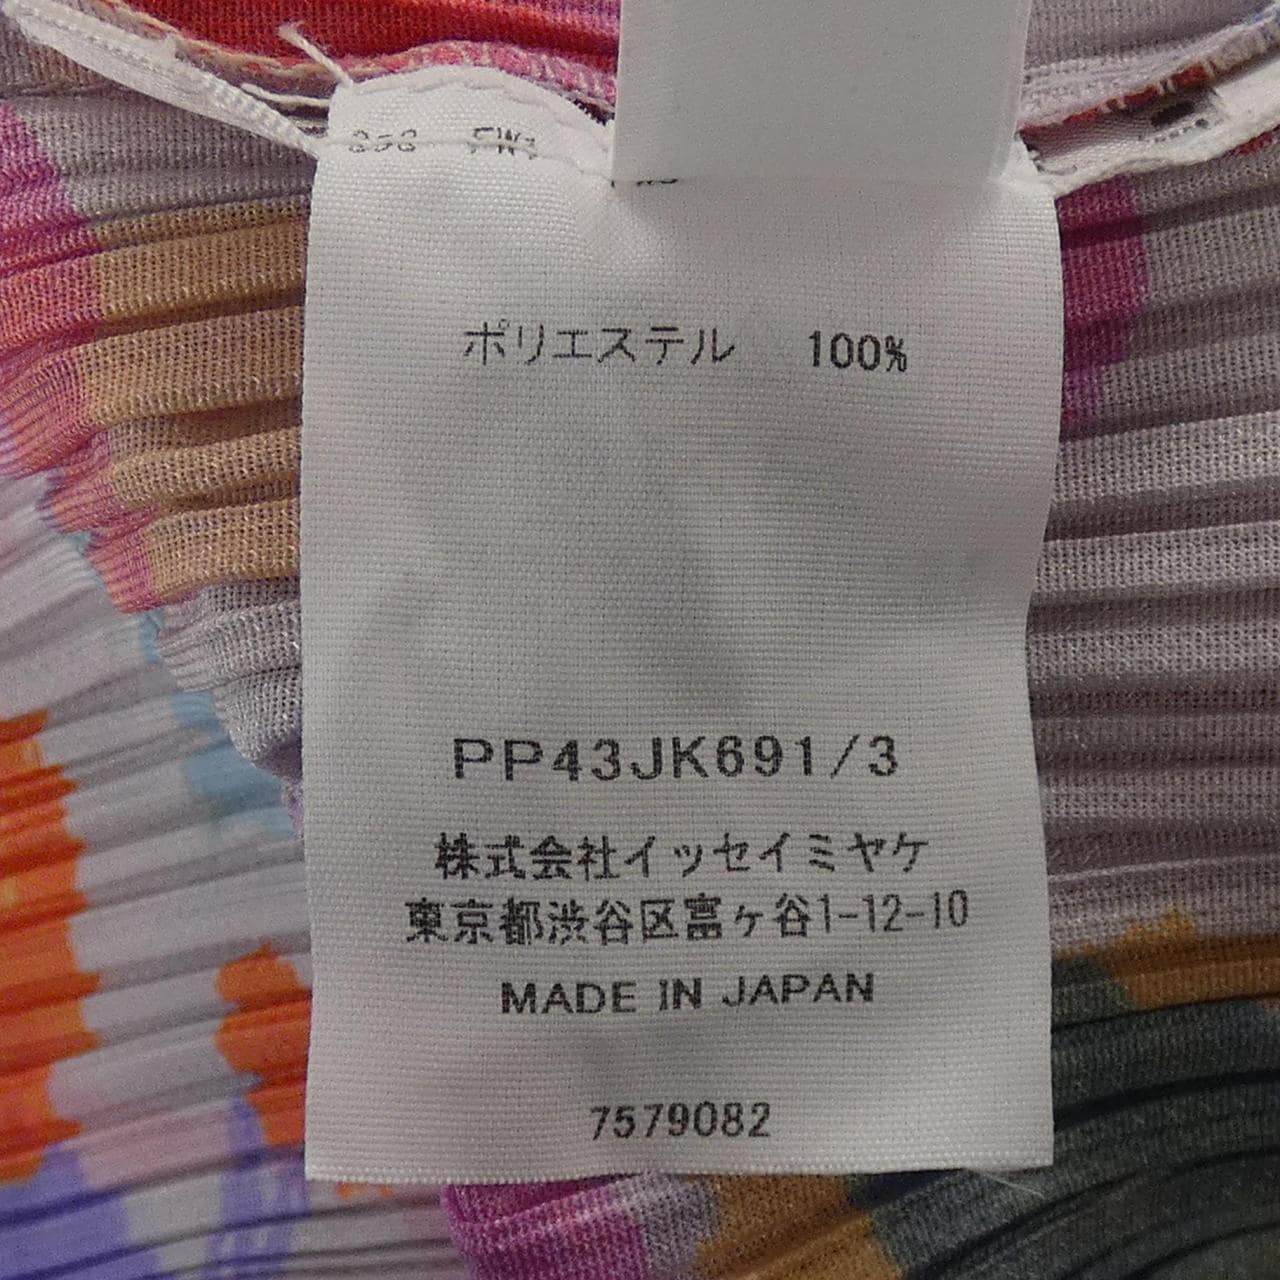 ポリエステル 100%
PP43JK691/3
株式会社イッセイミヤケ
東京都渋谷区富ヶ谷1-12-10
MADE IN JAPAN
7579082